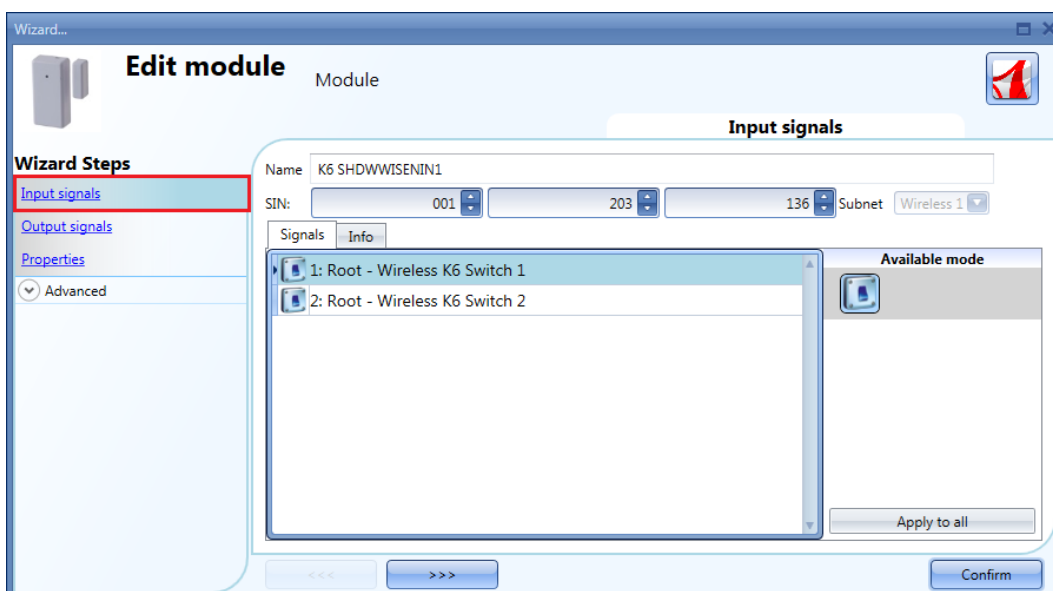 Wizard...
Edit module
Module
Input signals
Wizard Steps
Input signals
Output signals
Properties
Advanced
Name K6 SHDWWISENIN1
SIN: 001 203 136 Subnet Wireless 1
Signals Info
1: Root - Wireless K6 Switch 1
2: Root - Wireless K6 Switch 2
Available mode
Apply to all
<<< >>> Confirm